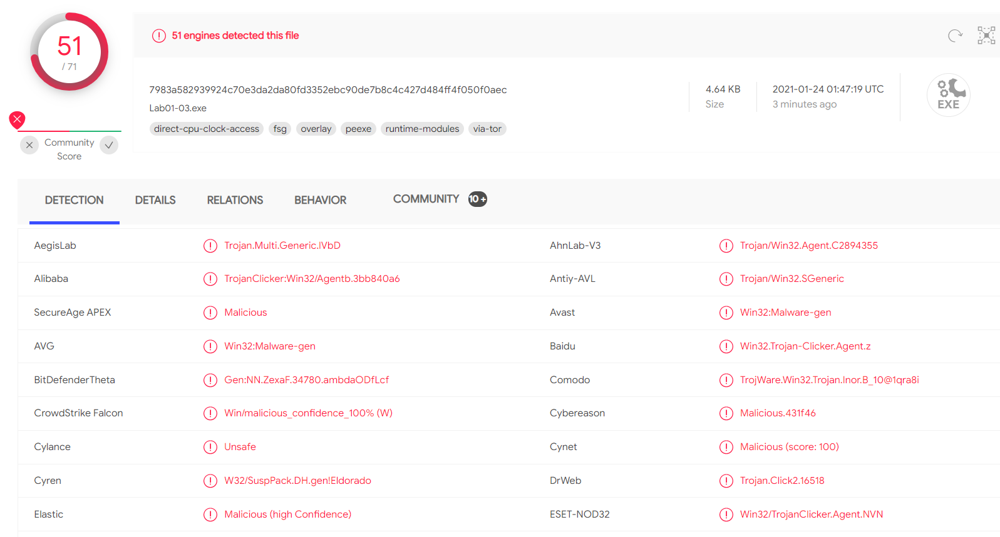 51
/ 71
51 engines detected this file
7983a582939924c70e3da2da80fd3352ebc90de7b8c4c427d484ff4f050f0aec
Lab01-03.exe
direct-cpu-clock-access fsg overlay peexe runtime-modules via-tor
4.64 KB
Size
2021-01-24 01:47:19 UTC
3 minutes ago
EXE
Community
Score
DETECTION DETAILS RELATIONS BEHAVIOR COMMUNITY 10 +
AegisLab Trojan.Multi.Generic.lVbD AhnLab-V3 Trojan/Win32.Agent.C2894355
Alibaba TrojanClicker:Win32/Agentb.3bb840a6 Antiy-AVL Trojan/Win32.SGeneric
SecureAge APEX Malicious Avast Win32:Malware-gen
AVG Win32:Malware-gen Baidu Win32.Trojan-Clicker.Agent.z
BitDefenderTheta Gen:NN.ZexaF.34780.ambdaODfLcf Comodo TrojWare.Win32.Trojan.Inor.B_10@1qra8i
CrowdStrike Falcon Win/malicious_confidence_100% (W) Cybereason Malicious.431f46
Cylance Unsafe Cynet Malicious (score: 100)
Cyren W32/SuspPack.DH.gen!Eldorado DrWeb Trojan.Click2.16518
Elastic Malicious (high Confidence) ESET-NOD32 Win32/TrojanClicker.Agent.NVN